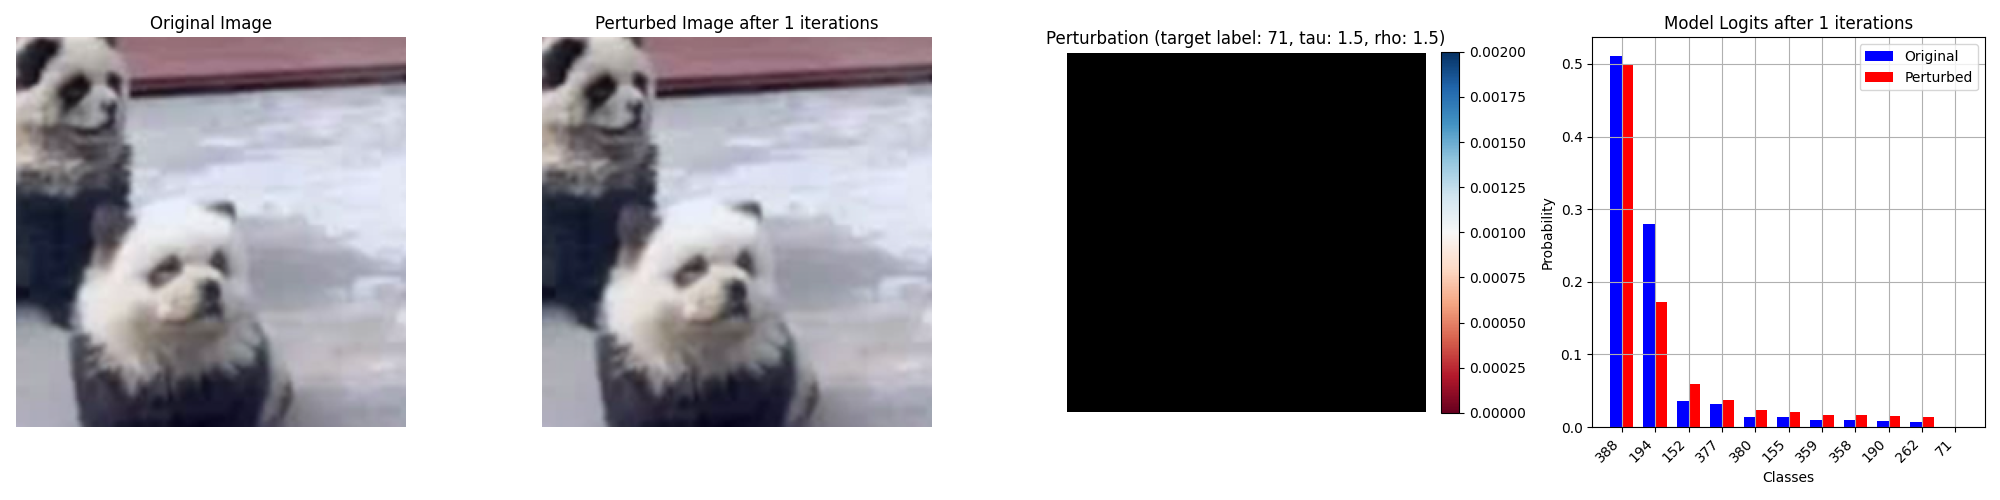 Original Image
Perturbed Image after 1 iterations
Perturbation (target label: 71, tau: 1.5, rho: 1.5)
0.00200
0.00175
0.00150
0.00125
0.00100
0.00075
0.00050
0.00025
0.00000
Model Logits after 1 iterations
Original
Perturbed
Probability
0.5
0.4
0.3
0.2
0.1
0.0
388 194 152 377 380 155 359 358 190 262 71
Classes